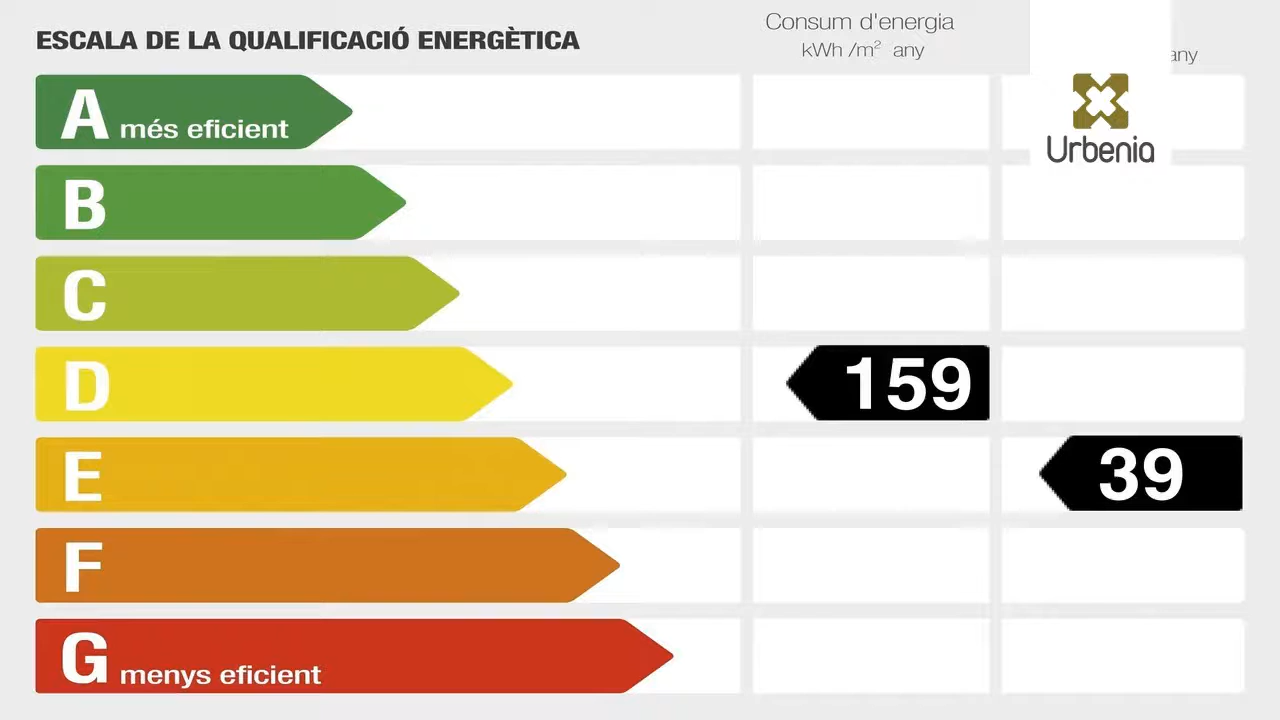 ESCALA DE LA QUALIFICACIÓ ENERGÈTICA
Consum d'energia
kWh /m² any
any
Urbenia
A més eficient
B
C
D
159
E
39
F
G menys eficient